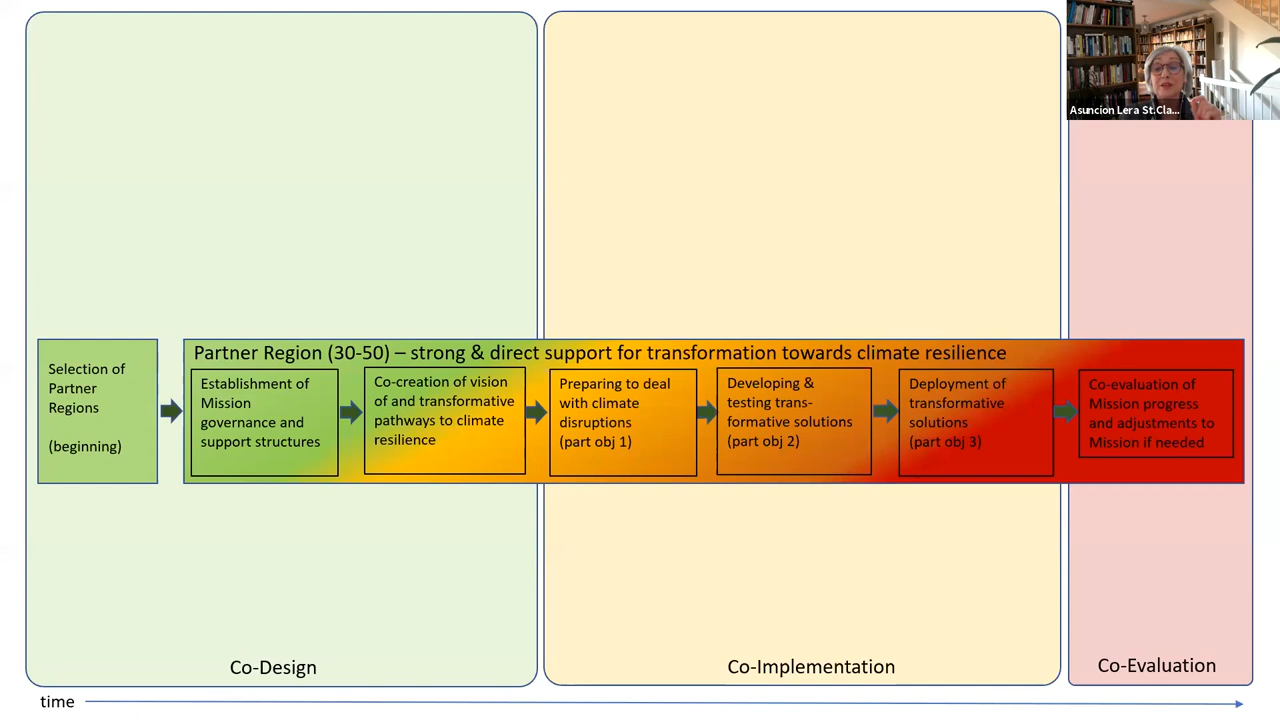 Asuncion Lera St.Cla...
Partner Region (30-50) – strong & direct support for transformation towards climate resilience
Selection of
Partner
Regions
(beginning)
Establishment of
Mission
governance and
support structures
Co-creation of vision
of and transformative
pathways to climate
resilience
Preparing to deal
with climate
disruptions
(part obj 1)
Developing &
testing trans-
formative solutions
(part obj 2)
Deployment of
transformative
solutions
(part obj 3)
Co-evaluation of
Mission progress
and adjustments to
Mission if needed
Co-Design
Co-Implementation
Co-Evaluation
time